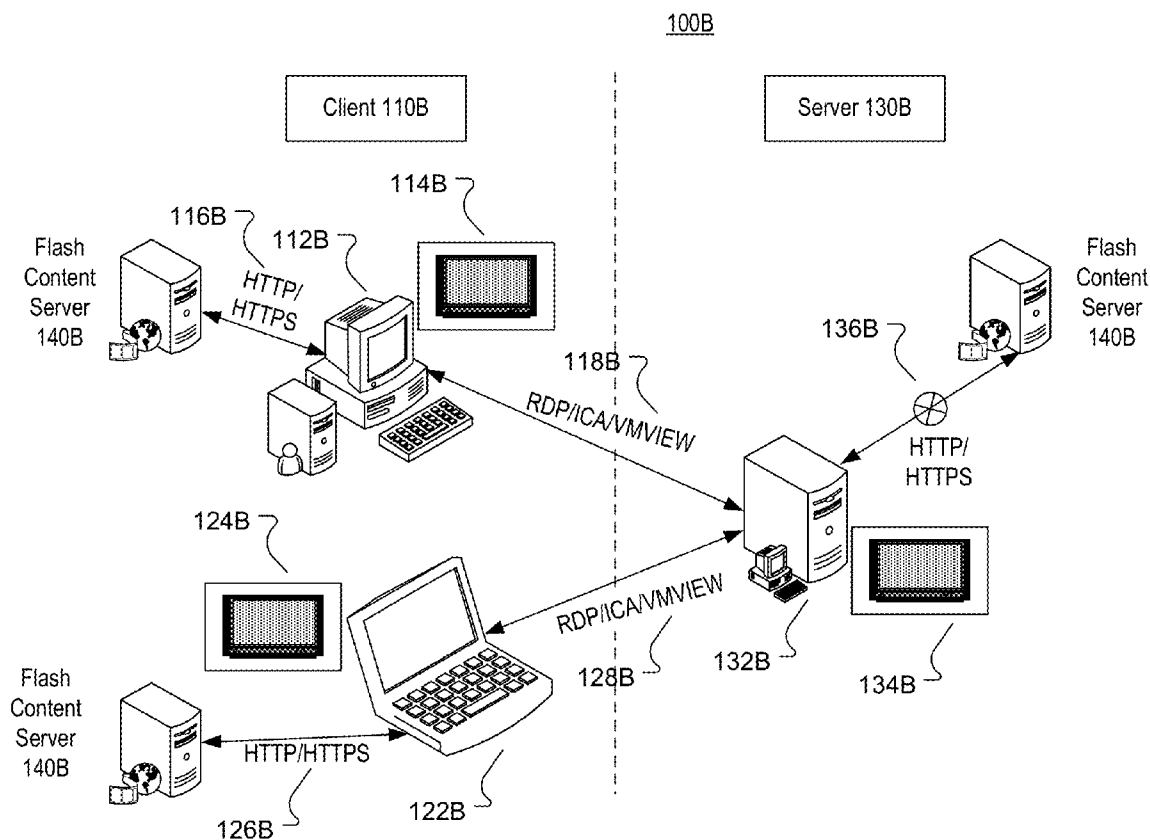 100B
Client 110B
Server 130B
114B
116B
112B
Flash
Content
Server
140B
HTTP/
HTTPS
Flash
Content
Server
140B
136B
118B
RDP/ICA/VMVIEW
HTTP/
HTTPS
124B
RDP/ICA/VMVIEW
132B
128B
134B
Flash
Content
Server
140B
HTTP/HTTPS
122B
126B